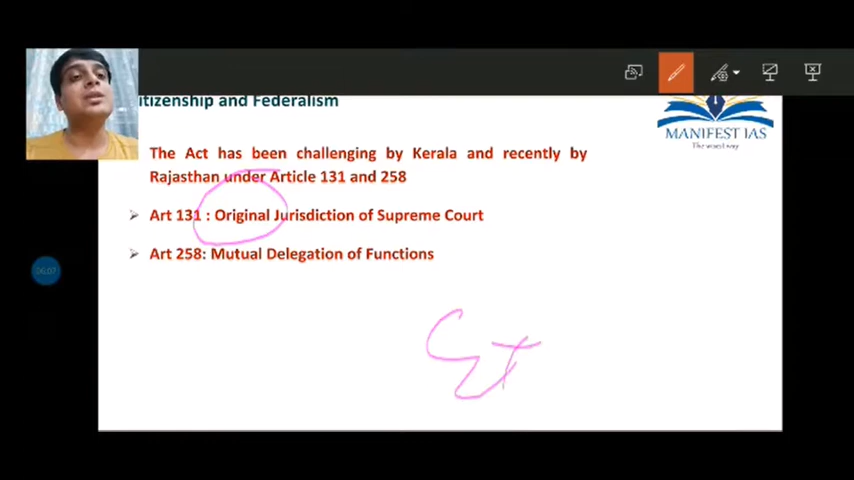 itizenship and Federalism
MANIFEST IAS
The Act has been challenging by Kerala and recently by
Rajasthan under Article 131 and 258
➢ Art 131 : Original Jurisdiction of Supreme Court
➢ Art 258: Mutual Delegation of Functions